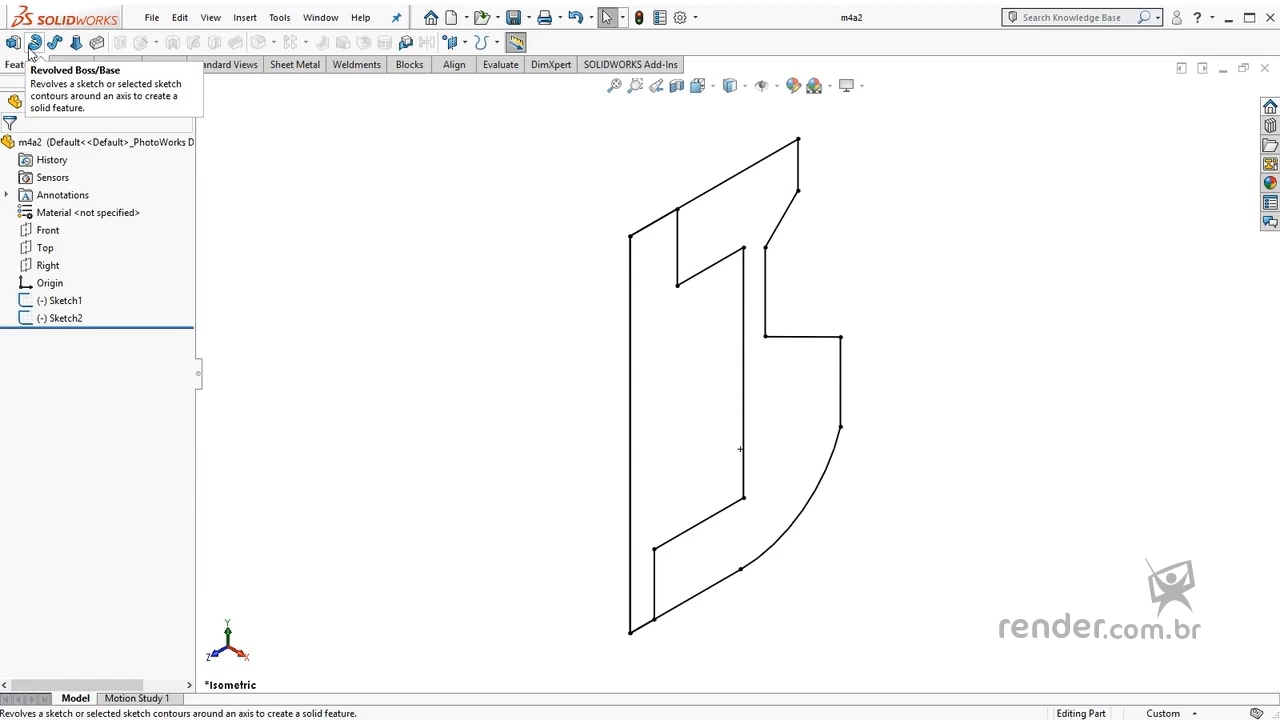 SOLIDWORKS
File Edit View Insert Tools Window Help
m4a2
Search Knowledge Base
Revolved Boss/Base
Revolves a sketch or selected sketch
contours around an axis to create a
solid feature.
Sheet Metal Weldments Blocks Align Evaluate DimXpert SOLIDWORKS Add-Ins
m4a2 (Default<<Default>_PhotoWorks D
History
Sensors
Annotations
Material <not specified>
Front
Top
Right
Origin
(-) Sketch1
(-) Sketch2
Y
Z X
*Isometric
render.com.br
Model Motion Study 1
Revolves a sketch or selected sketch contours around an axis to create a solid feature.
Editing Part Custom